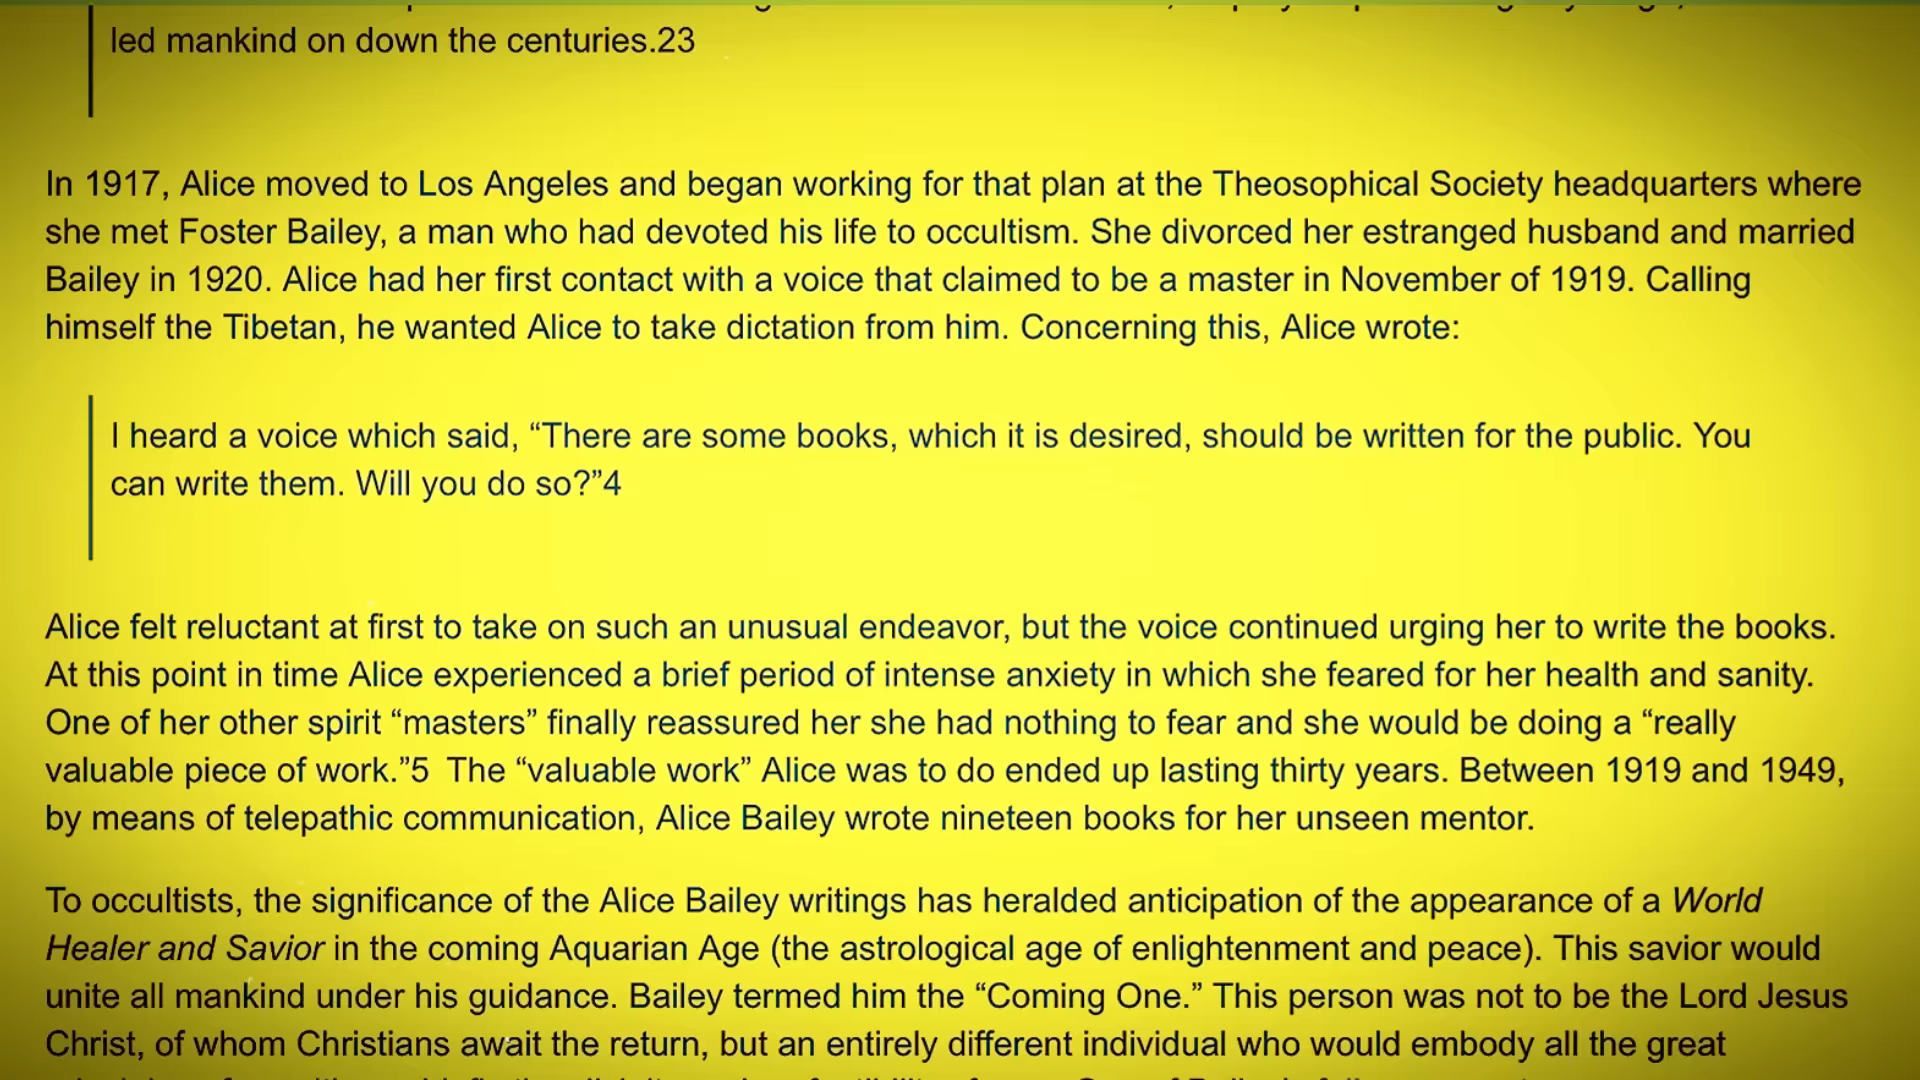 led mankind on down the centuries.23
In 1917, Alice moved to Los Angeles and began working for that plan at the Theosophical Society headquarters where
she met Foster Bailey, a man who had devoted his life to occultism. She divorced her estranged husband and married
Bailey in 1920. Alice had her first contact with a voice that claimed to be a master in November of 1919. Calling
himself the Tibetan, he wanted Alice to take dictation from him. Concerning this, Alice wrote:
I heard a voice which said, “There are some books, which it is desired, should be written for the public. You
can write them. Will you do so?”4
Alice felt reluctant at first to take on such an unusual endeavor, but the voice continued urging her to write the books.
At this point in time Alice experienced a brief period of intense anxiety in which she feared for her health and sanity.
One of her other spirit “masters” finally reassured her she had nothing to fear and she would be doing a “really
valuable piece of work.”5 The “valuable work” Alice was to do ended up lasting thirty years. Between 1919 and 1949,
by means of telepathic communication, Alice Bailey wrote nineteen books for her unseen mentor.
To occultists, the significance of the Alice Bailey writings has heralded anticipation of the appearance of a World
Healer and Savior in the coming Aquarian Age (the astrological age of enlightenment and peace). This savior would
unite all mankind under his guidance. Bailey termed him the “Coming One.” This person was not to be the Lord Jesus
Christ, of whom Christians await the return, but an entirely different individual who would embody all the great